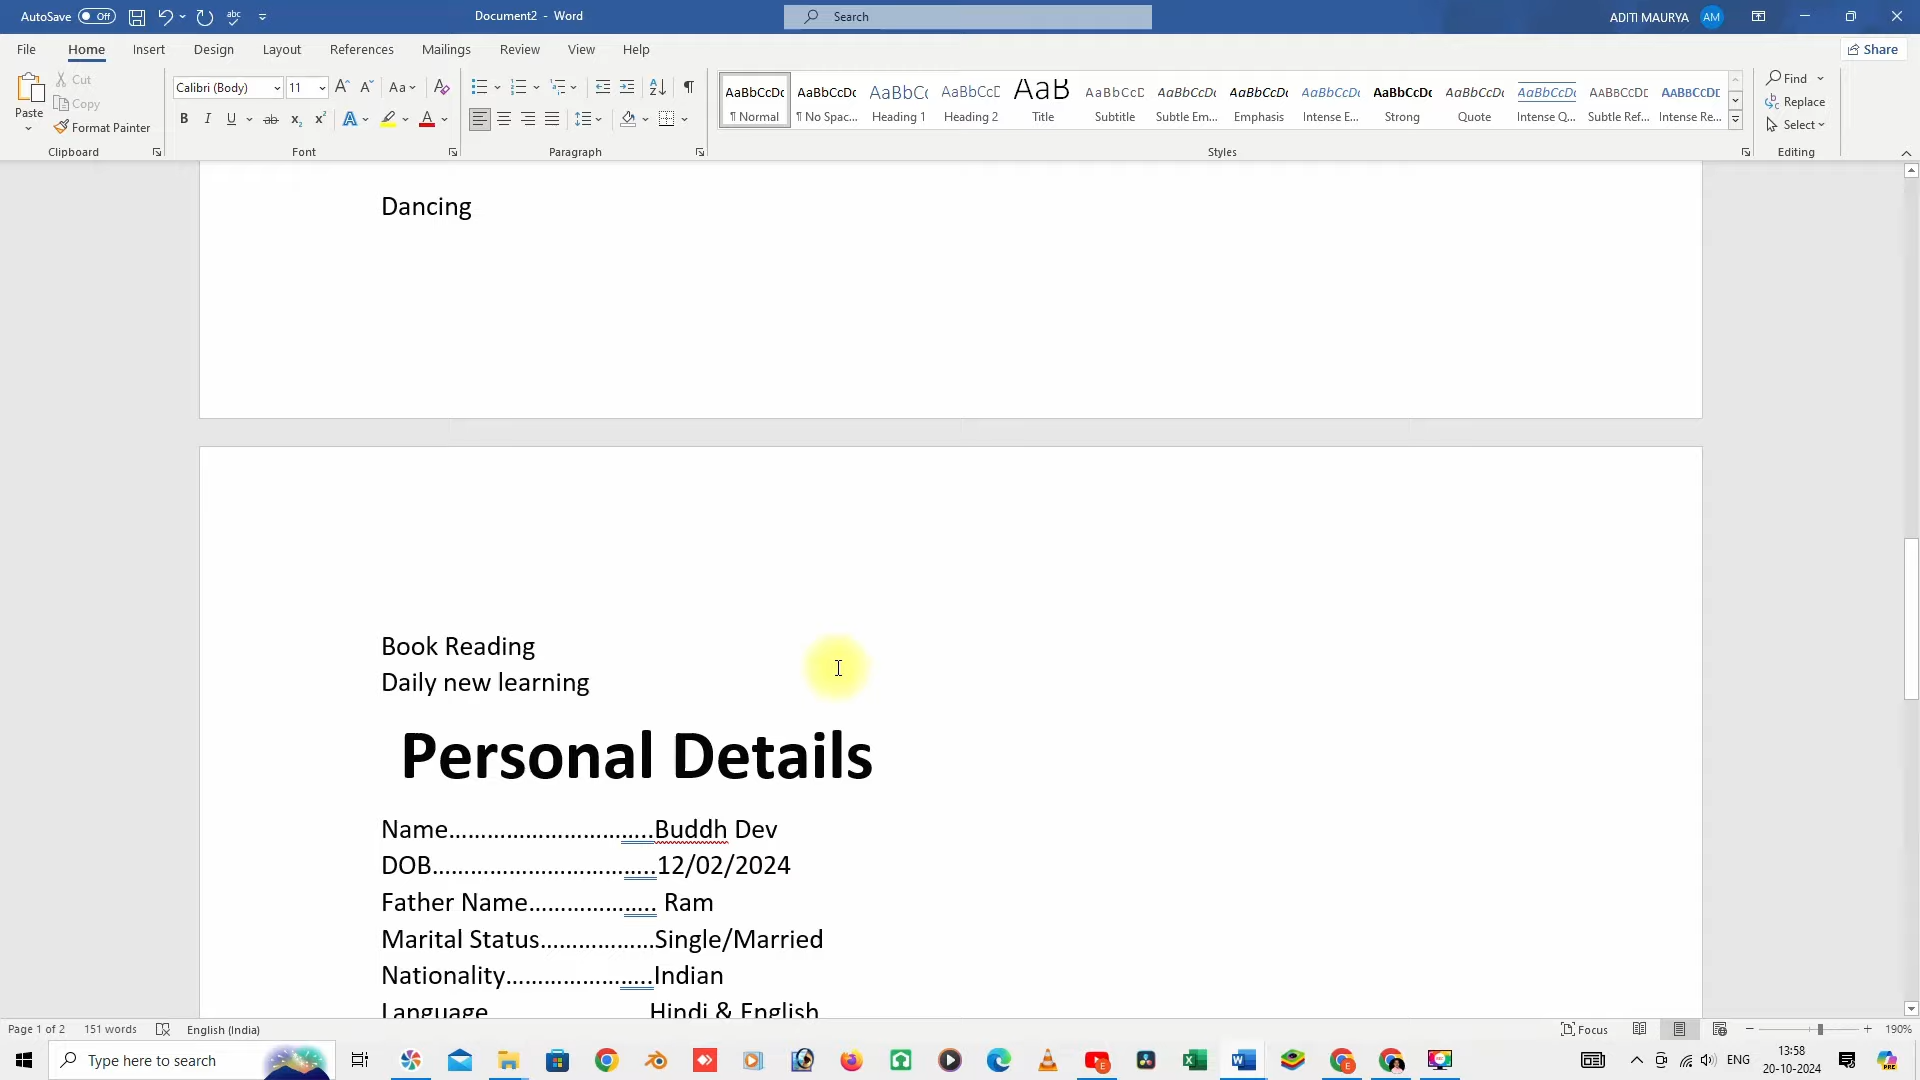 AutoSave Off Document2 - Word Search ADITI MAURYA AM
File Home Insert Design Layout References Mailings Review View Help Share
Paste Cut Copy Format Painter Clipboard
Calibri (Body) 11 Font
Paragraph
AaBbCcDc AaBbCcDc AaBbC( AaBbCcD AaB AaBbCcD AaBbCcDc AaBbCcDc AaBbCcDc AaBbCcDc AaBbCcDc AaBbCcDc AABBCCDC AABBCCDC
¶ Normal ¶ No Spac... Heading 1 Heading 2 Title Subtitle Subtle Em... Emphasis Intense E... Strong Quote Intense Q... Subtle Ref... Intense Re...
Styles
Find Replace Select Editing
Dancing
Book Reading
Daily new learning
Personal Details
Name................................Buddh Dev
DOB...................................12/02/2024
Father Name.................... Ram
Marital Status..................Single/Married
Nationality.......................Indian
Language Hindi & English
Page 1 of 2 151 words English (India) Focus 190%
Type here to search ENG 13:58
20-10-2024